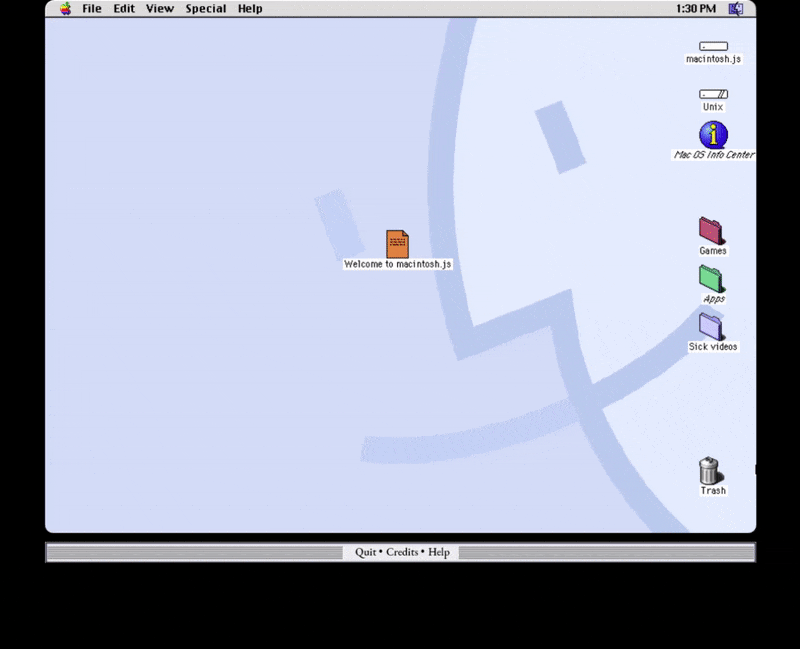 File Edit View Special Help 1:30 PM
macintosh.js
Unix
Mac OS Info Center
Games
Welcome to macintosh.js
Apps
Sick videos
Trash
Quit • Credits • Help